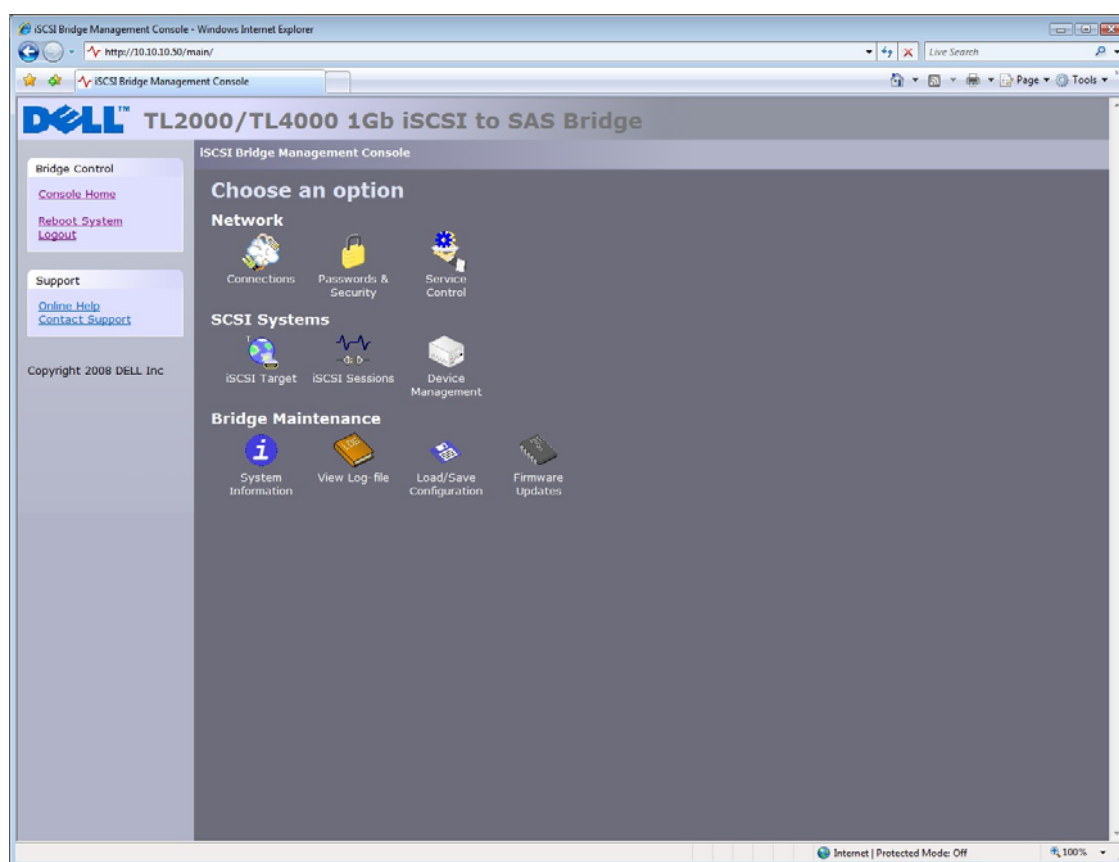 iSCSI Bridge Management Console - Windows Internet Explorer
http://10.10.10.50/main/
Live Search
iSCSI Bridge Management Console
Page
Tools
DELL™ TL2000/TL4000 1Gb iSCSI to SAS Bridge
iSCSI Bridge Management Console
Bridge Control
Console Home
Reboot System
Logout
Support
Online Help
Contact Support
Copyright 2008 DELL Inc
Choose an option
Network
Connections
Passwords &
Security
Service
Control
SCSI Systems
iSCSI Target
iSCSI Sessions
Device
Management
Bridge Maintenance
System
Information
View Log-file
Load/Save
Configuration
Firmware
Updates
Internet | Protected Mode: Off
100%